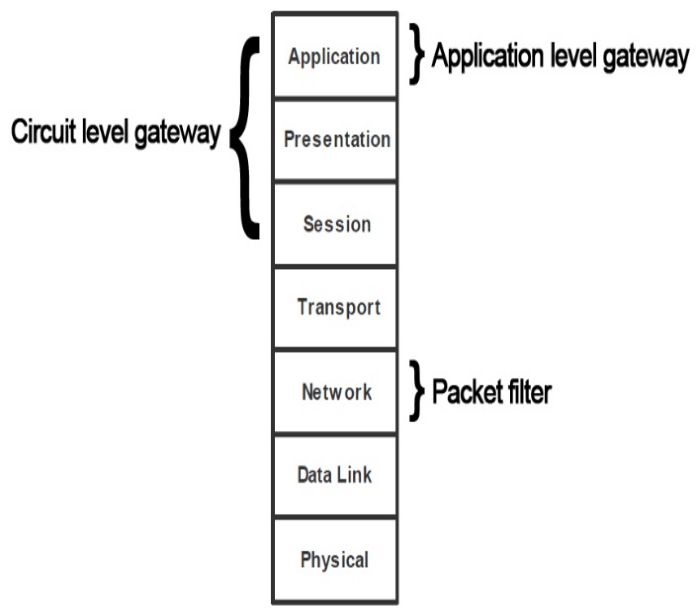 Application
Application level gateway
Circuit level gateway
Presentation
Session
Transport
Network
Packet filter
Data Link
Physical